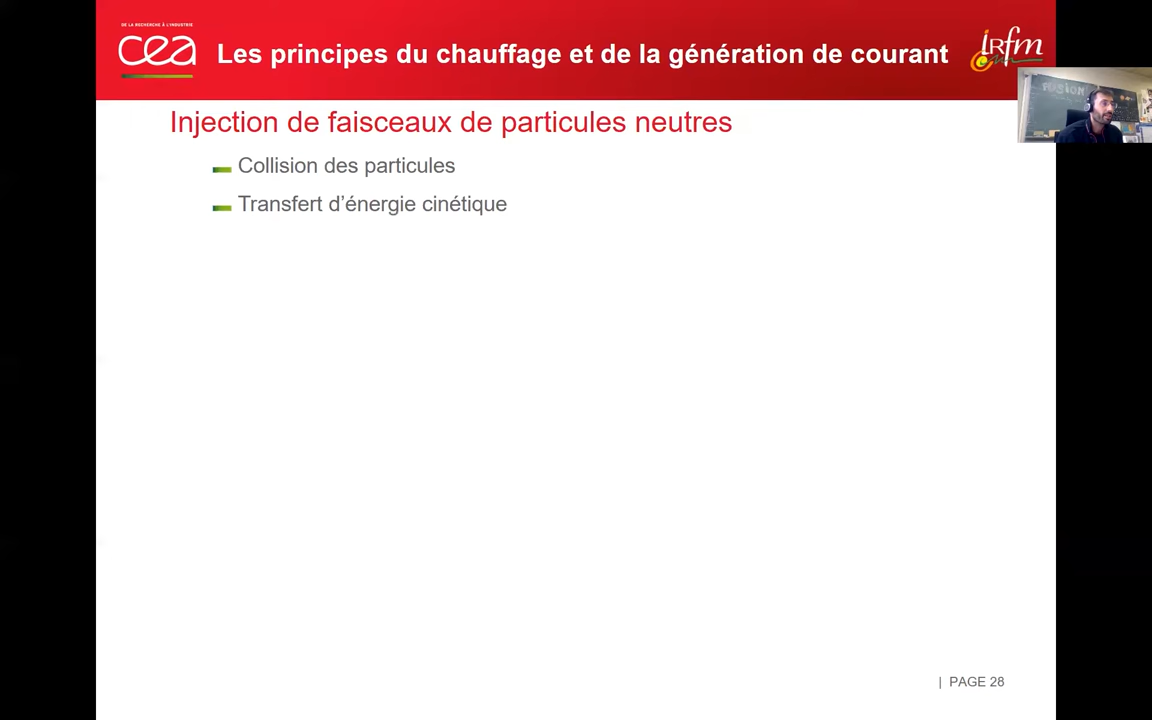 DE LA RECHERCHE À L'INDUSTRIE
cea
Les principes du chauffage et de la génération de courant
IRfm
FUSION
Injection de faisceaux de particules neutres
Collision des particules
Transfert d’énergie cinétique
| PAGE 28